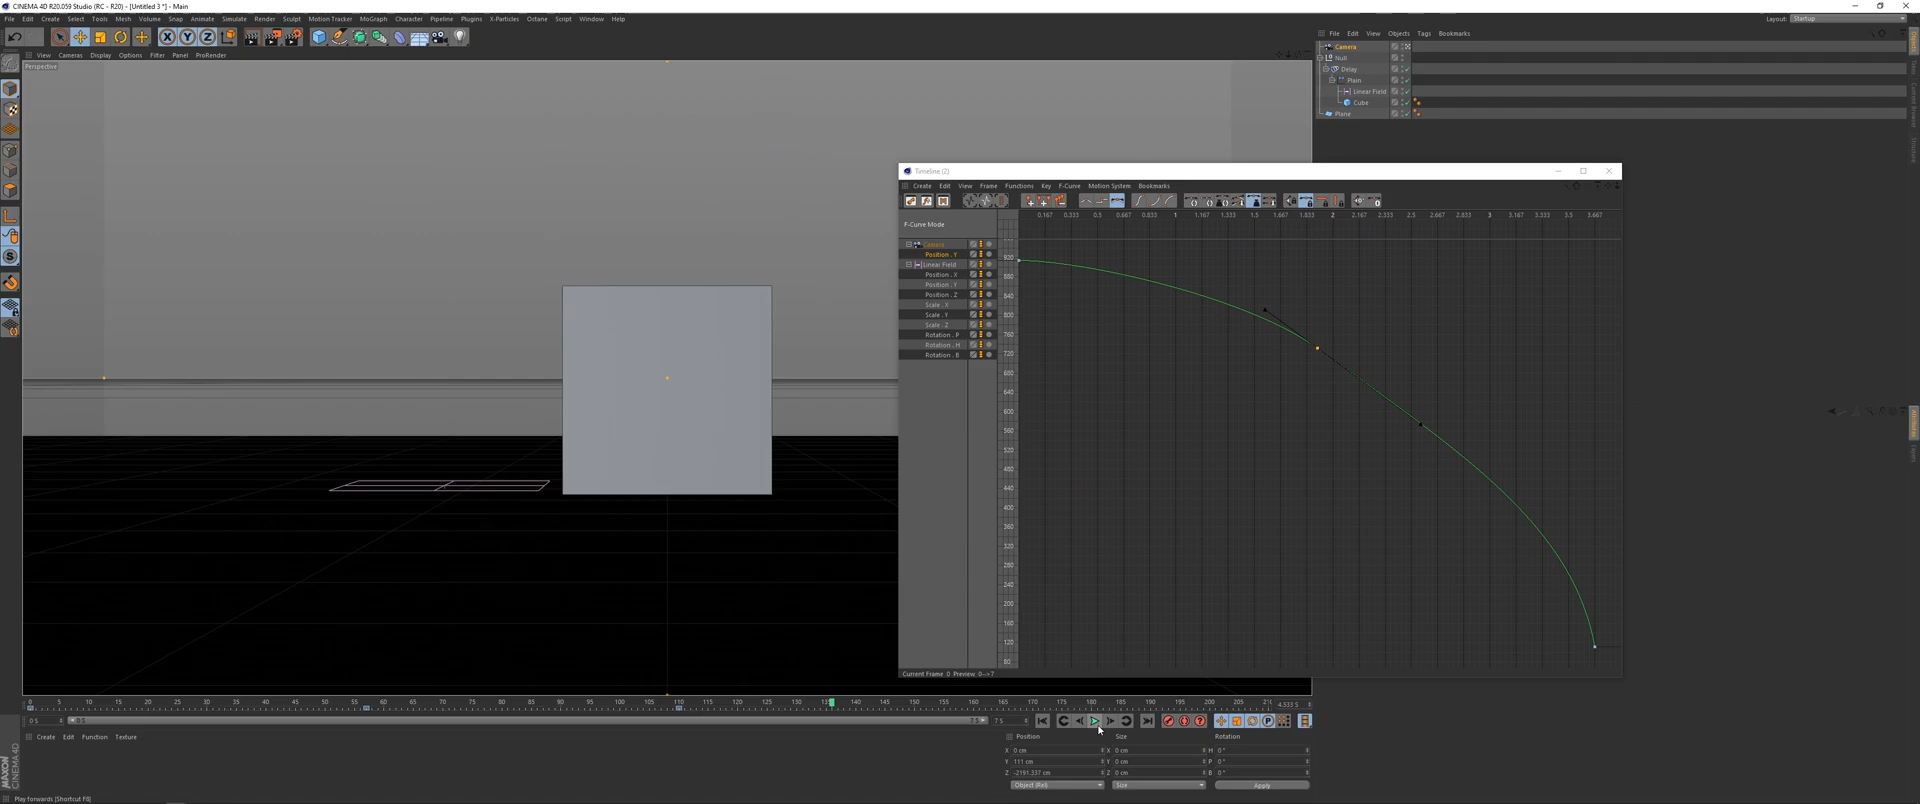 CINEMA 4D R20.059 Studio (RC - R20) - [Untitled 3 *] - Main
File Edit Create Select Tools Mesh Volume Snap Animate Simulate Render Sculpt Motion Tracker MoGraph Character Pipeline Plugins X-Particles Octane Script Window Help
Layout: Startup
X Y Z
View Cameras Display Options Filter Panel ProRender
Perspective
File Edit View Objects Tags Bookmarks
Camera
Null
Delay
Plain
Linear Field
Cube
Plane
Objects
Takes
Content Browser
Structure
Attributes
Layers
Timeline (2)
Create Edit View Frame Functions Key F-Curve Motion System Bookmarks
F-Curve Mode
0.167 0.333 0.5 0.667 0.833 1 1.167 1.333 1.5 1.667 1.833 2 2.167 2.333 2.5 2.667 2.833 3 3.167 3.333 3.5 3.667
Camera
Position . Y
Linear Field
Position . X
Position . Y
Position . Z
Scale . X
Scale . Y
Scale . Z
Rotation . P
Rotation . H
Rotation . B
920
880
840
800
760
720
680
640
600
560
520
480
440
400
360
320
280
240
200
160
120
80
Current Frame 0 Preview 0-->7
0 5 10 15 20 25 30 35 40 45 50 55 60 65 70 75 80 85 90 95 100 105 110 115 120 125 130 135 140 145 150 155 160 165 170 175 180 185 190 195 200 205 210
4.533 S
0 S 0 S 7 S 7 S
Create Edit Function Texture
Position Size Rotation
X 0 cm X 0 cm H 0 °
Y 111 cm Y 0 cm P 0 °
Z -2191.337 cm Z 0 cm B 0 °
Object (Rel) Size Apply
MAXON CINEMA 4D
Play forwards [Shortcut F8]